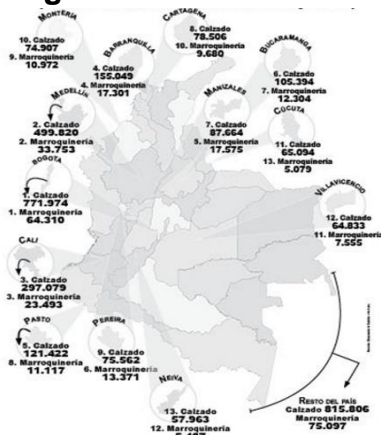 MONTERÍA
10. Calzado
74.907
9. Marroquinería
10.972
BARRANQUILLA
4. Calzado
155.049
4. Marroquinería
17.301
CARTAGENA
8. Calzado
78.506
10. Marroquinería
9.680
BUCARAMANGA
6. Calzado
105.394
7. Marroquinería
12.304
MEDELLÍN
2. Calzado
499.820
2. Marroquinería
33.753
MANIZALES
7. Calzado
87.664
5. Marroquinería
17.575
CÚCUTA
11. Calzado
65.094
13. Marroquinería
5.079
BOGOTÁ
1. Calzado
771.974
1. Marroquinería
64.310
VILLAVICENCIO
12. Calzado
64.833
11. Marroquinería
7.555
CALI
3. Calzado
297.079
3. Marroquinería
23.493
PASTO
5. Calzado
121.422
8. Marroquinería
11.117
PEREIRA
9. Calzado
75.562
6. Marroquinería
13.371
NEIVA
13. Calzado
57.963
12. Marroquinería
RESTO DEL PAÍS
Calzado 815.806
Marroquinería
75.097